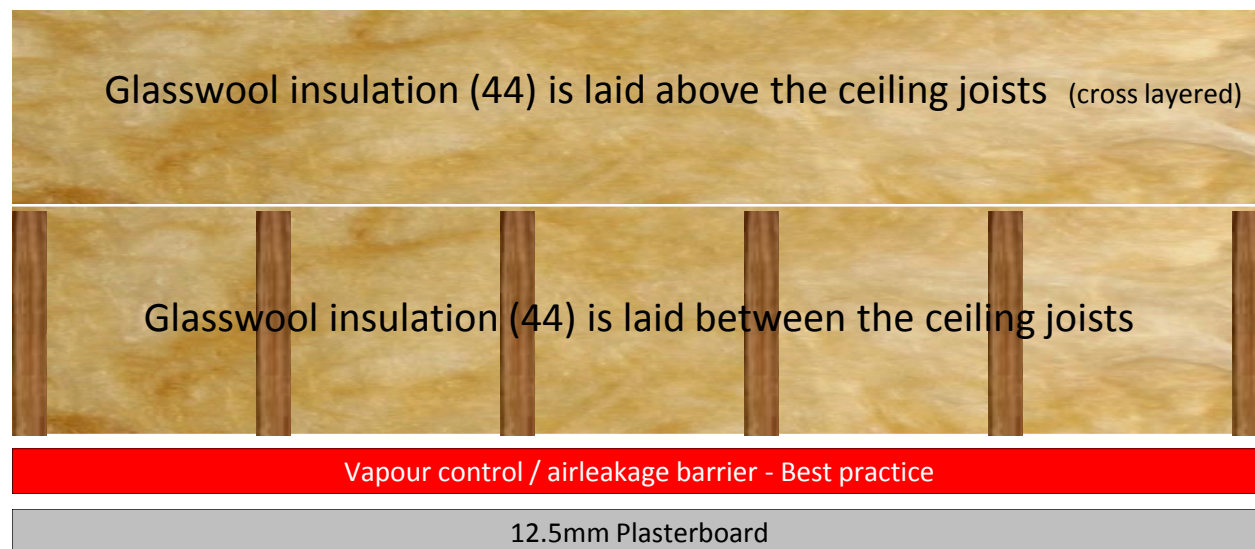 Glasswool insulation (44) is laid above the ceiling joists (cross layered)
Glasswool insulation (44) is laid between the ceiling joists
Vapour control / airleakage barrier - Best practice
12.5mm Plasterboard